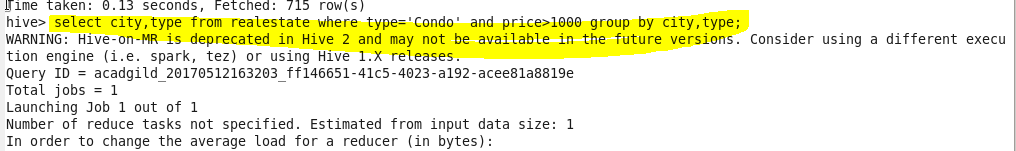 Time taken: 0.13 seconds, Fetched: 715 row(s)
hive> select city,type from realestate where type='Condo' and price>1000 group by city,type;
WARNING: Hive-on-MR is deprecated in Hive 2 and may not be available in the future versions. Consider using a different execu
tion engine (i.e. spark, tez) or using Hive 1.X releases.
Query ID = acadgild_20170512163203_ff146651-41c5-4023-a192-acee81a8819e
Total jobs = 1
Launching Job 1 out of 1
Number of reduce tasks not specified. Estimated from input data size: 1
In order to change the average load for a reducer (in bytes):